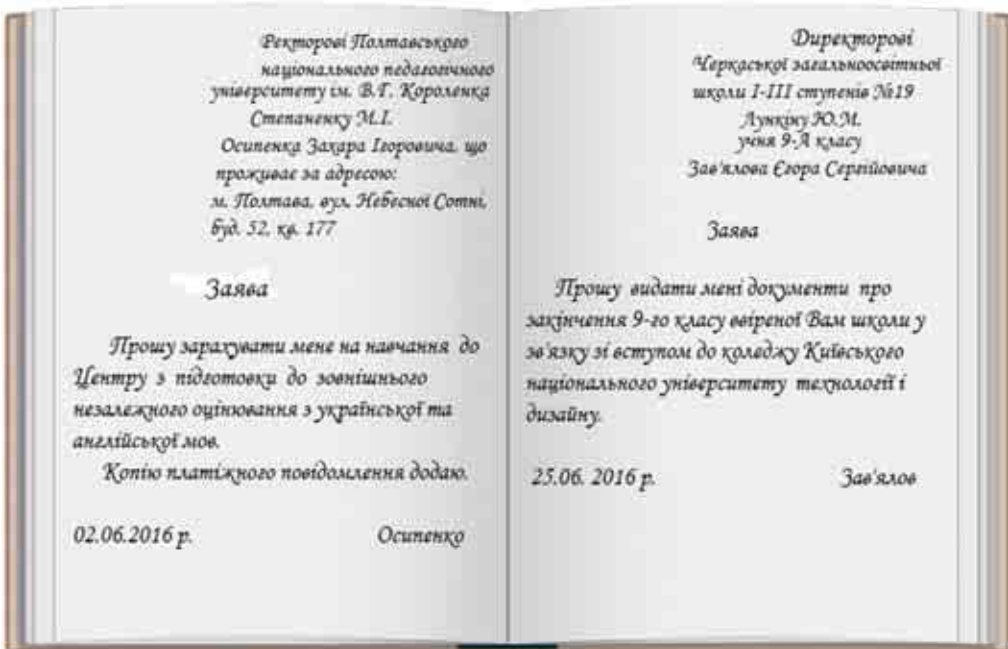 Ректорові Полтавського
національного педагогічного
університету ім. В.Г. Короленка
Степаненку М.І.
Осипенка Захара Ігоровича, що
проживає за адресою:
м. Полтава, вул. Небесної Сотні,
буд. 52, кв. 177
Заява
Прошу зарахувати мене на навчання до
Центру з підготовки до зовнішнього
незалежного оцінювання з української та
англійської мов.
Копію платіжного повідомлення додаю.
02.06.2016 р. Осипенко
Директорові
Черкаської загальноосвітньої
школи І-ІІІ ступенів №19
Лункіну Ю.М.
учня 9-А класу
Зав'ялова Єгора Сергійовича
Заява
Прошу видати мені документи про
закінчення 9-го класу ввіреної Вам школи у
зв'язку зі вступом до коледжу Київського
національного університету технології і
дизайну.
25.06. 2016 р. Зав'ялов